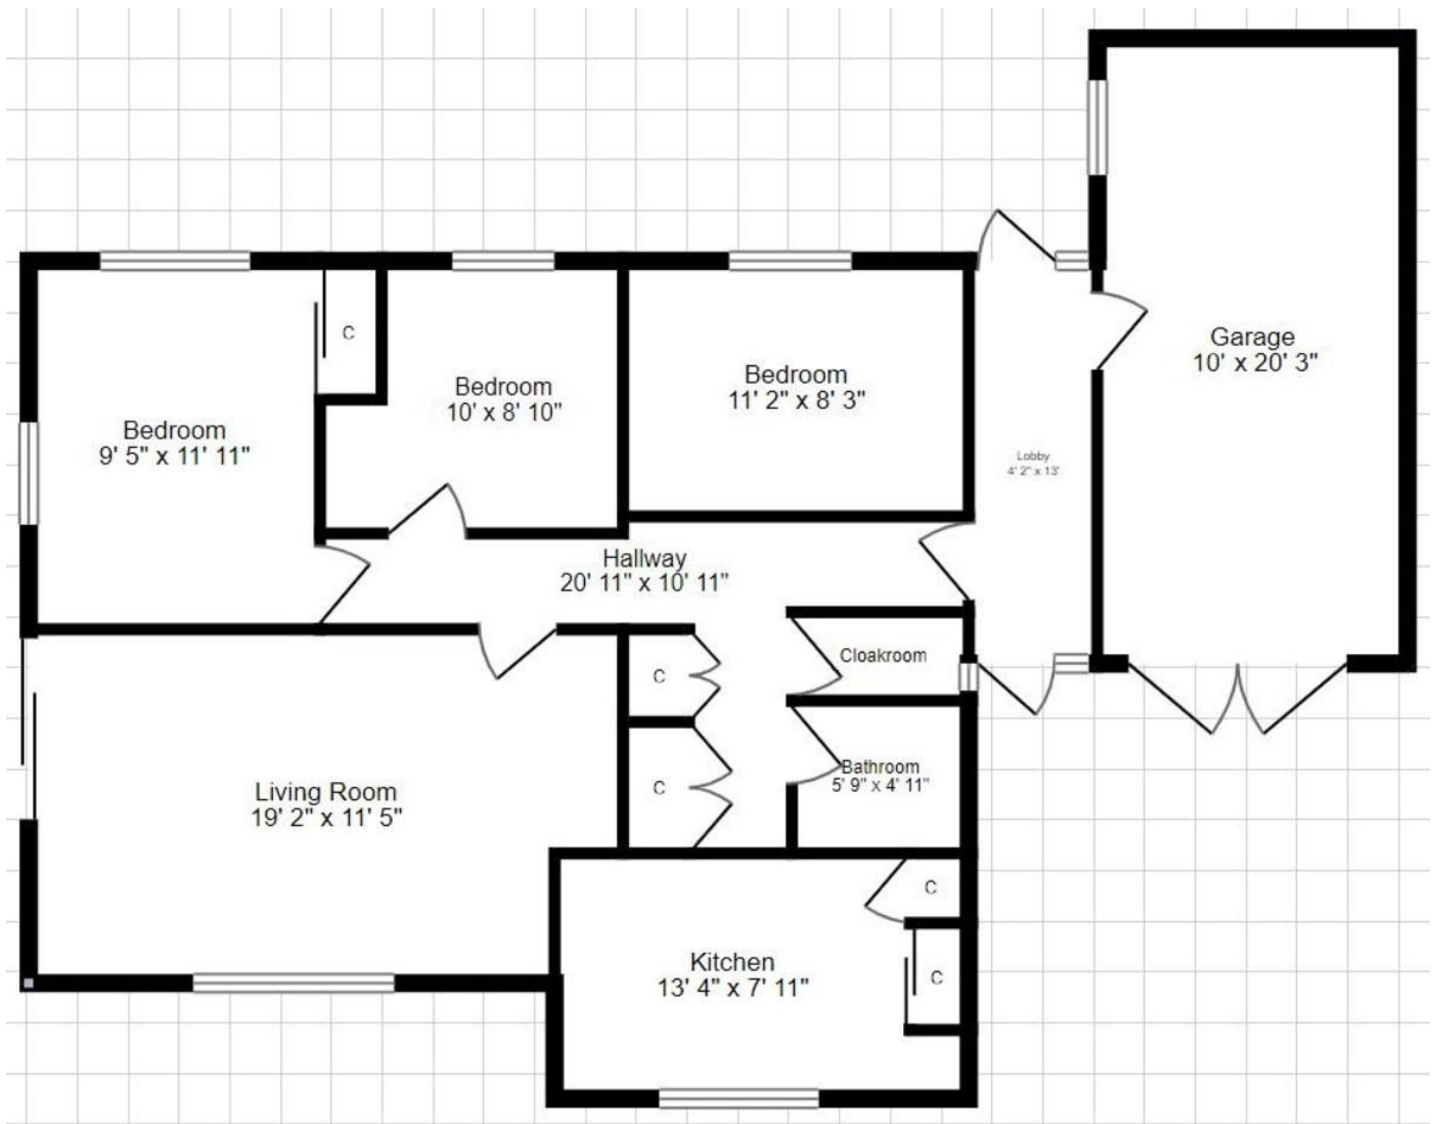 Garage
10' x 20' 3"
C
Bedroom
10' x 8' 10"
Bedroom
11' 2" x 8' 3"
Bedroom
9' 5" x 11' 11"
Lobby
4' 2" x 13'
Hallway
20' 11" x 10' 11"
Cloakroom
C
Bathroom
5' 9" x 4' 11"
C
Living Room
19' 2" x 11' 5"
C
Kitchen
13' 4" x 7' 11"
C